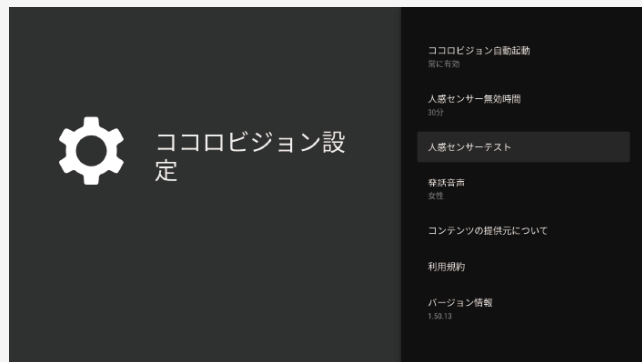 ココロビジョン設
定
ココロビジョン自動起動
常に有効
人感センサー無効時間
30分
人感センサーテスト
発話音声
女性
コンテンツの提供元について
利用規約
バージョン情報
1.50.13